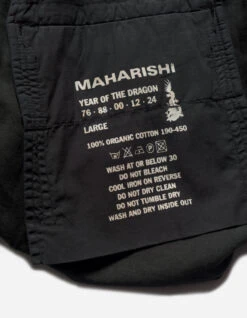 MAHARISHI
YEAR OF THE DRAGON
76 - 88 - 00 - 12 - 24
LARGE
100% ORGANIC COTTON 190-450
WASH AT OR BELOW 30
DO NOT BLEACH
COOL IRON ON REVERSE
DO NOT DRY CLEAN
DO NOT TUMBLE DRY
WASH AND DRY INSIDE OUT